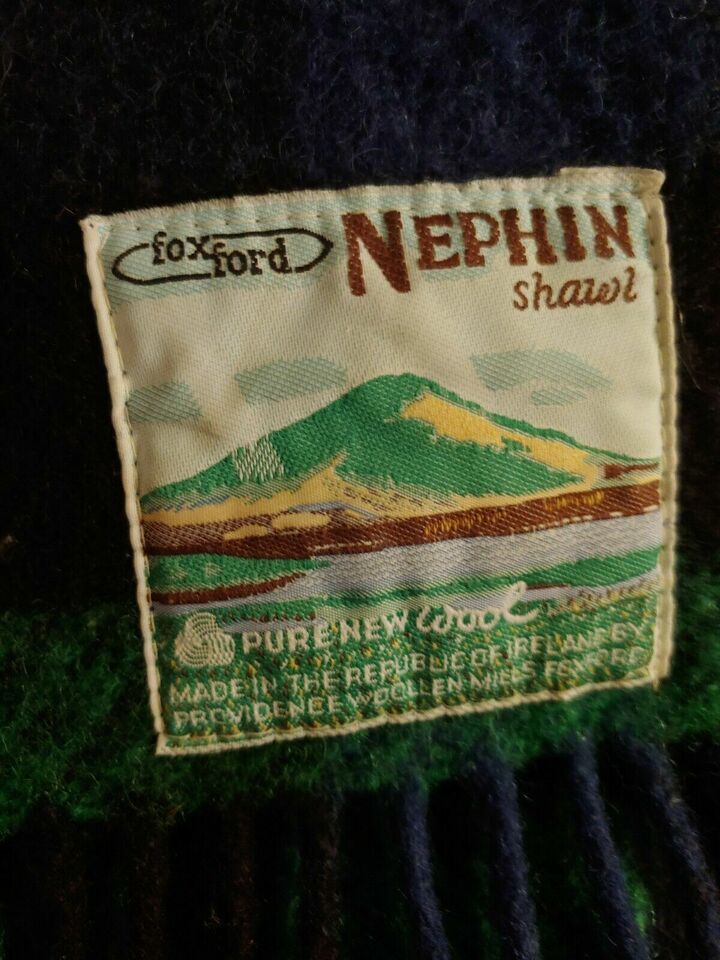 foxford
NEPHIN
shawl
PURE NEW wool
MADE IN THE REPUBLIC OF IRELAND BY
PROVIDENCE WOOLLEN MILLS FOXFORD